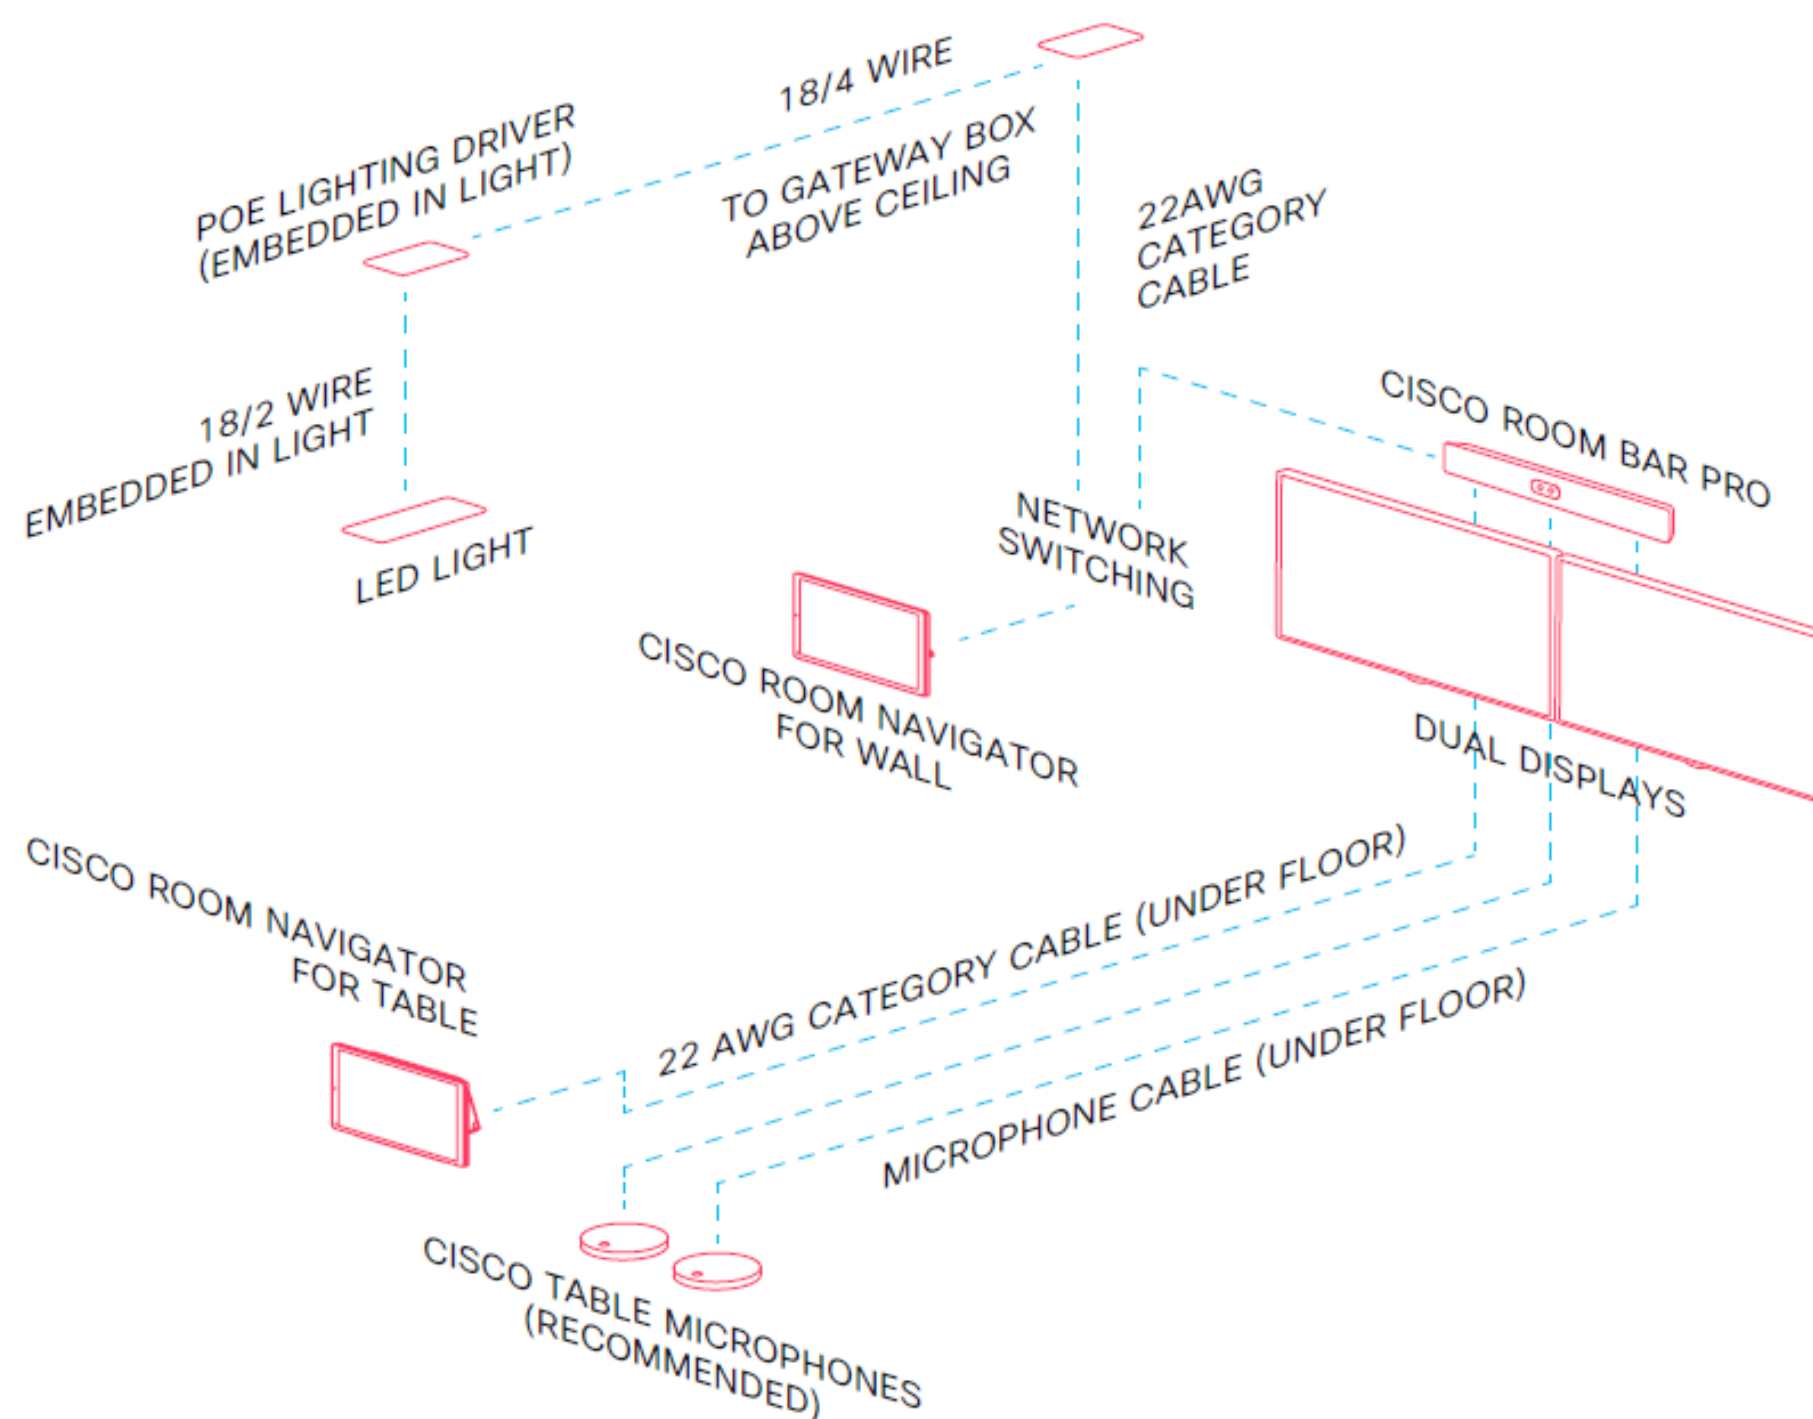 18/4 WIRE
POE LIGHTING DRIVER
(EMBEDDED IN LIGHT)
TO GATEWAY BOX
ABOVE CEILING
22AWG
CATEGORY
CABLE
18/2 WIRE
EMBEDDED IN LIGHT
LED LIGHT
CISCO ROOM BAR PRO
NETWORK
SWITCHING
CISCO ROOM NAVIGATOR
FOR WALL
DUAL DISPLAYS
CISCO ROOM NAVIGATOR
FOR TABLE
22 AWG CATEGORY CABLE (UNDER FLOOR)
MICROPHONE CABLE (UNDER FLOOR)
CISCO TABLE MICROPHONES
(RECOMMENDED)